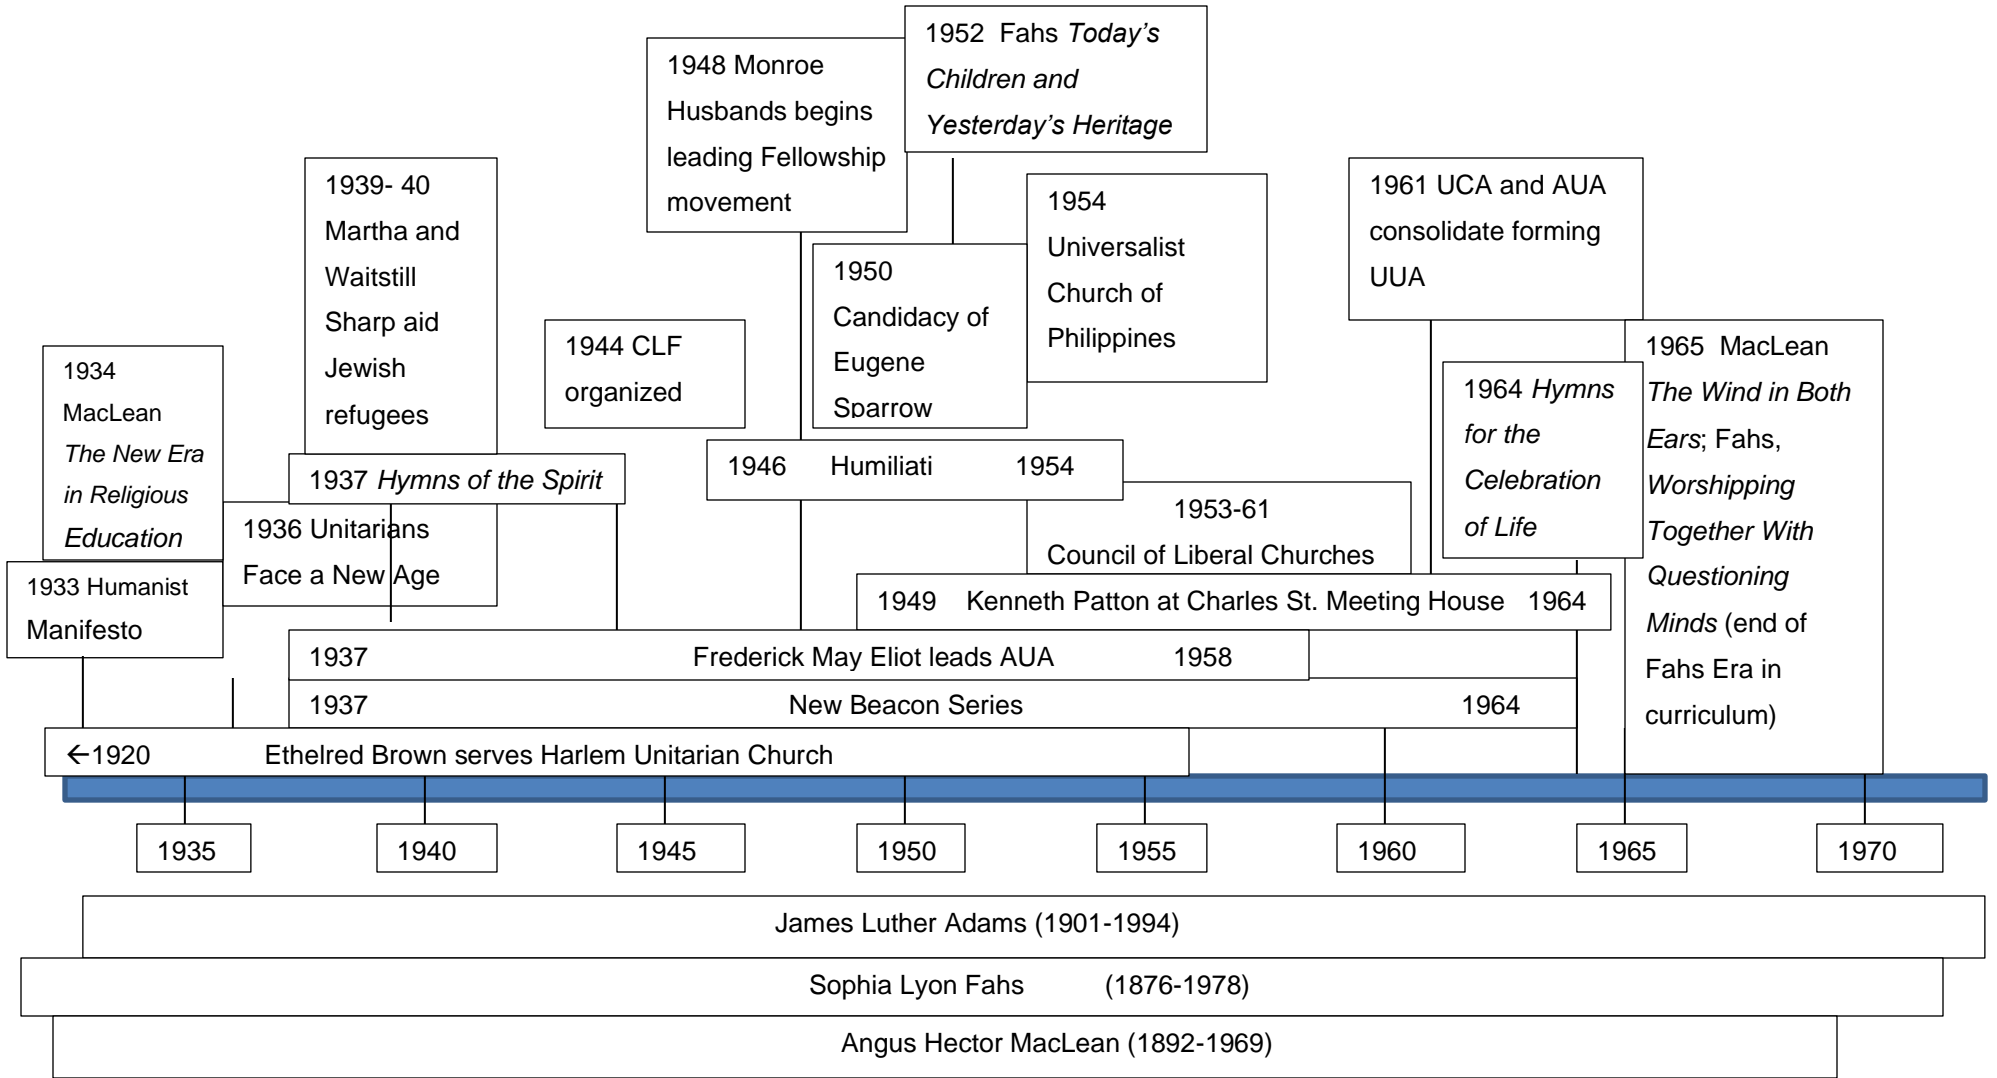 1952  Fahs Today’s
Children and
Yesterday’s Heritage
1948 Monroe
Husbands begins
leading Fellowship
movement
1939- 40
Martha and
Waitstill
Sharp aid
Jewish
refugees
1954
Universalist
Church of
Philippines
1961 UCA and AUA
consolidate forming
UUA
1950
Candidacy of
Eugene
Sparrow
1944 CLF
organized
1934
MacLean
The New Era
in Religious
Education
1965  MacLean
The Wind in Both
Ears; Fahs,
Worshipping
Together With
Questioning
Minds (end of
Fahs Era in
curriculum)
1964 Hymns
for the
Celebration
of Life
1937 Hymns of the Spirit
1946 Humiliati 1954
1936 Unitarians
Face a New Age
1953-61
Council of Liberal Churches
1933 Humanist
Manifesto
1949 Kenneth Patton at Charles St. Meeting House 1964
1937 Frederick May Eliot leads AUA 1958
1937 New Beacon Series 1964
←1920 Ethelred Brown serves Harlem Unitarian Church
1935 1940 1945 1950 1955 1960 1965 1970
James Luther Adams (1901-1994)
Sophia Lyon Fahs (1876-1978)
Angus Hector MacLean (1892-1969)